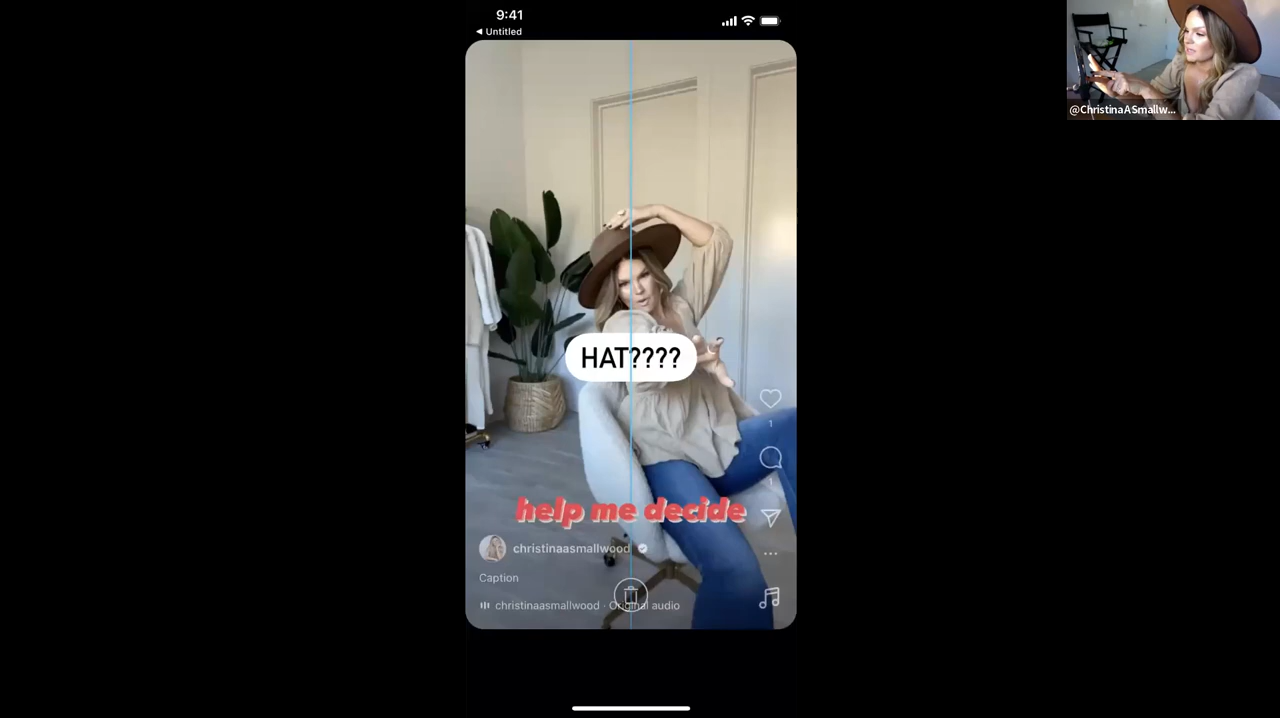 9:41
◀ Untitled
@ChristinaASmallw...
HAT????
1
1
help me decide
christinaasmallwood
Caption
christinaasmallwood · Original audio